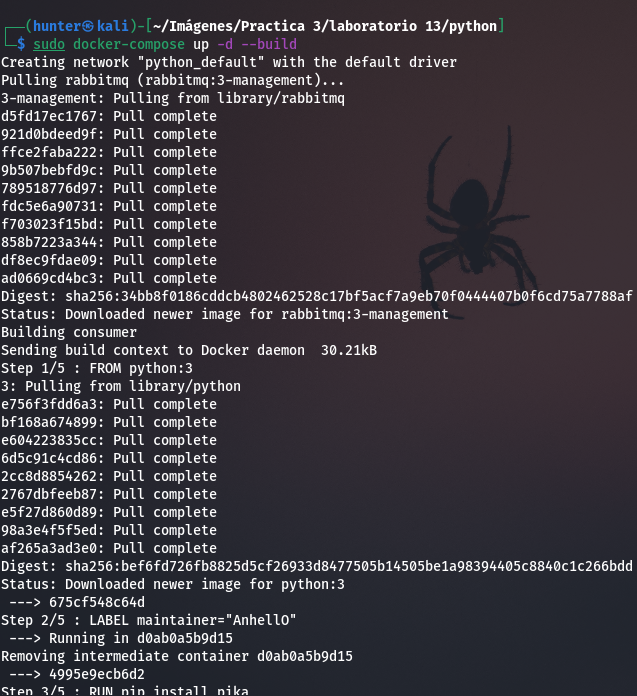 ┌──(hunter㉿kali)-[~/Imágenes/Practica 3/laboratorio 13/python]
└─$ sudo docker-compose up -d --build
Creating network "python_default" with the default driver
Pulling rabbitmq (rabbitmq:3-management)...
3-management: Pulling from library/rabbitmq
d5fd17ec1767: Pull complete
921d0bdeed9f: Pull complete
ffce2faba222: Pull complete
9b507bebfd9c: Pull complete
789518776d97: Pull complete
fdc5e6a90731: Pull complete
f703023f15bd: Pull complete
858b7223a344: Pull complete
df8ec9fdae09: Pull complete
ad0669cd4bc3: Pull complete
Digest: sha256:34bb8f0186cddcb4802462528c17bf5acf7a9eb70f0444407b0f6cd75a7788af
Status: Downloaded newer image for rabbitmq:3-management
Building consumer
Sending build context to Docker daemon  30.21kB
Step 1/5 : FROM python:3
3: Pulling from library/python
e756f3fdd6a3: Pull complete
bf168a674899: Pull complete
e604223835cc: Pull complete
6d5c91c4cd86: Pull complete
2cc8d8854262: Pull complete
2767dbfeeb87: Pull complete
e5f27d860d89: Pull complete
98a3e4f5f5ed: Pull complete
af265a3ad3e0: Pull complete
Digest: sha256:bef6fd726fb8825d5cf26933d8477505b14505be1a98394405c8840c1c266bdd
Status: Downloaded newer image for python:3
 ---> 675cf548c64d
Step 2/5 : LABEL maintainer="AnhellO"
 ---> Running in d0ab0a5b9d15
Removing intermediate container d0ab0a5b9d15
 ---> 4995e9ecb6d2
Step 3/5 : RUN pip install pika